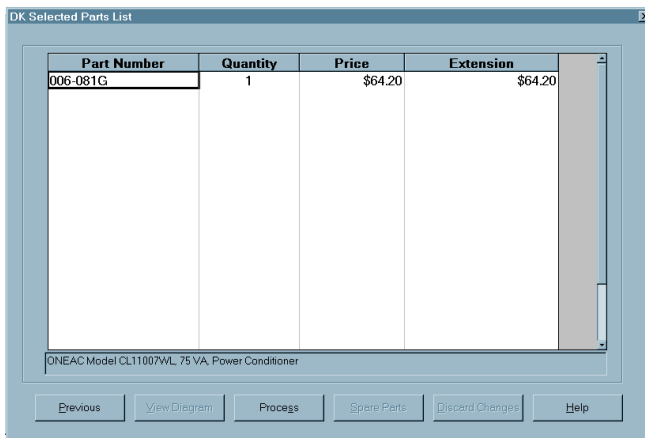 DK Selected Parts List
Part Number Quantity Price Extension
006-081G 1 $64.20 $64.20
ONEAC Model CL11007WL, 75 VA, Power Conditioner
Previous View Diagram Process Spare Parts Discard Changes Help